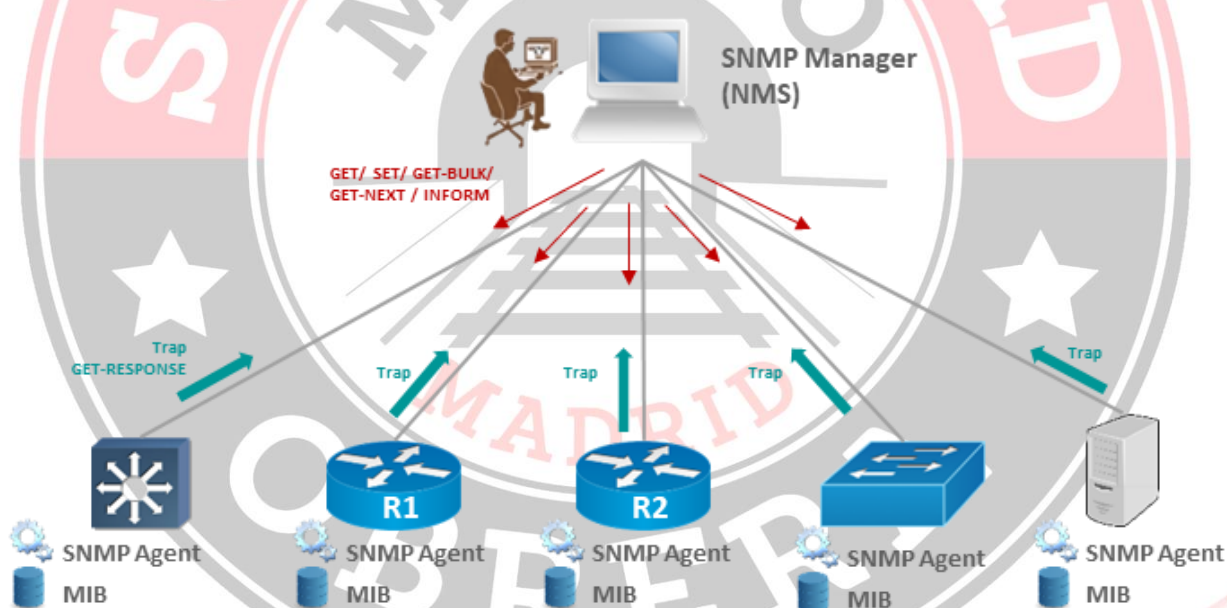 SNMP Manager
(NMS)
GET/ SET/ GET-BULK/
GET-NEXT / INFORM
Trap
GET-RESPONSE
Trap
Trap
Trap
Trap
MADRID
R1
R2
SNMP Agent
MIB
SNMP Agent
MIB
SNMP Agent
MIB
SNMP Agent
MIB
SNMP Agent
MIB